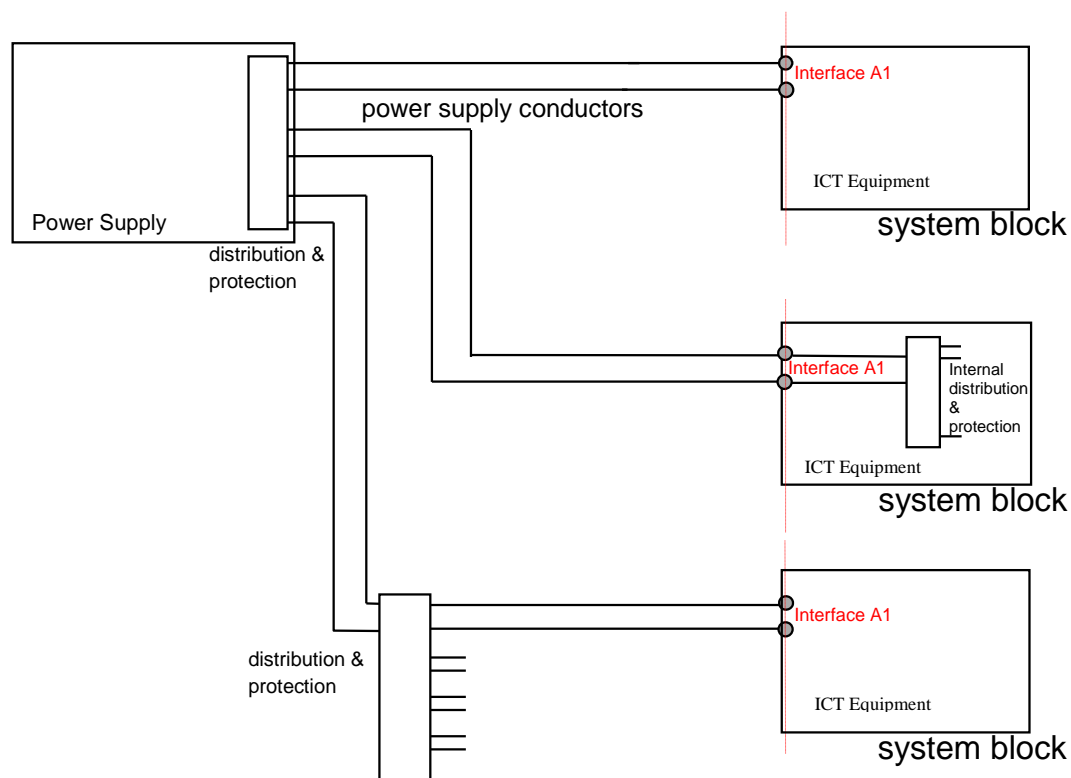 Interface A1
power supply conductors
ICT Equipment
system block
Power Supply
distribution &
protection
Interface A1
Internal
distribution
&
protection
ICT Equipment
system block
Interface A1
distribution &
protection
ICT Equipment
system block